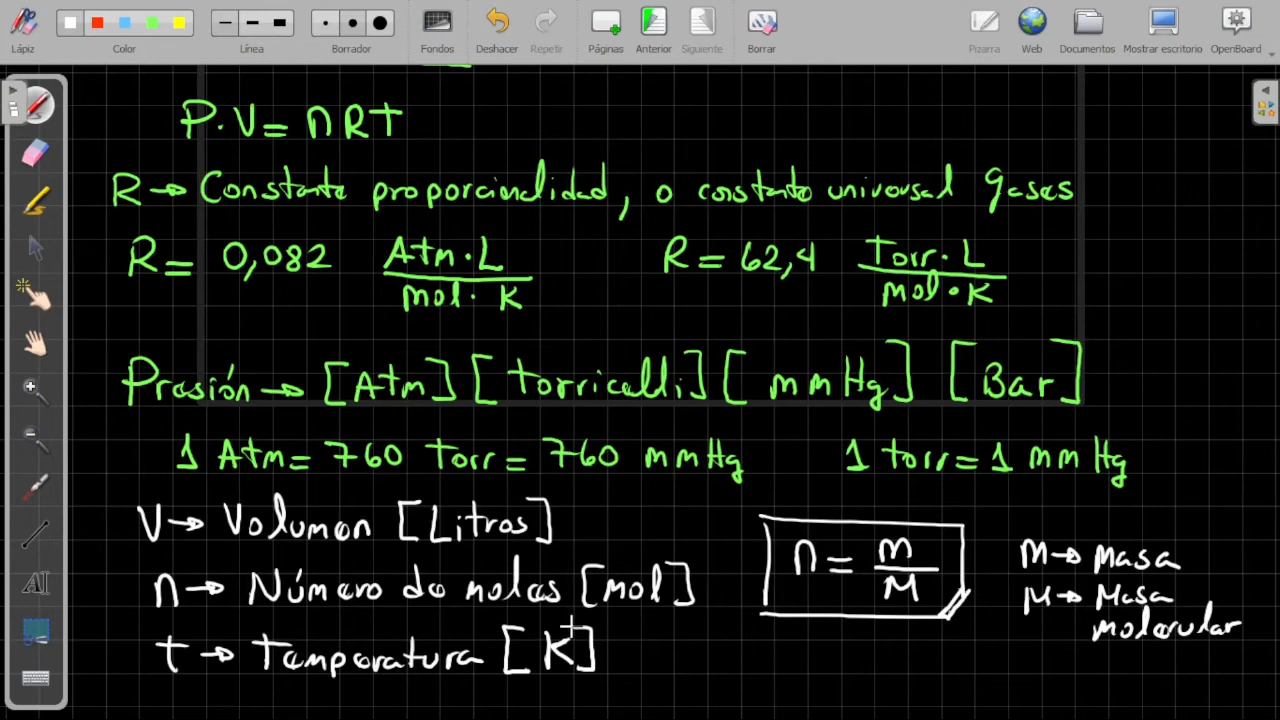 Lápiz Color Línea Borrador Fondos Deshacer Repetir Páginas Anterior Siguiente Borrar Pizarra Web Documentos Mostrar escritorio OpenBoard
P.V = n R T
R → Constante proporcionalidad, o constante universal Gases
R = 0,082 Atm . L / mol . K R = 62,4 Torr . L / mol . K
Presión → [Atm] [torricelli] [mmHg] [Bar]
1 Atm = 760 Torr = 760 mmHg 1 torr = 1 mmHg
V → Volumen [Litros]
n → Número de moles [mol]
n = m / M
m → Masa
M → Masa molecular
t → Temperatura [K]
AI